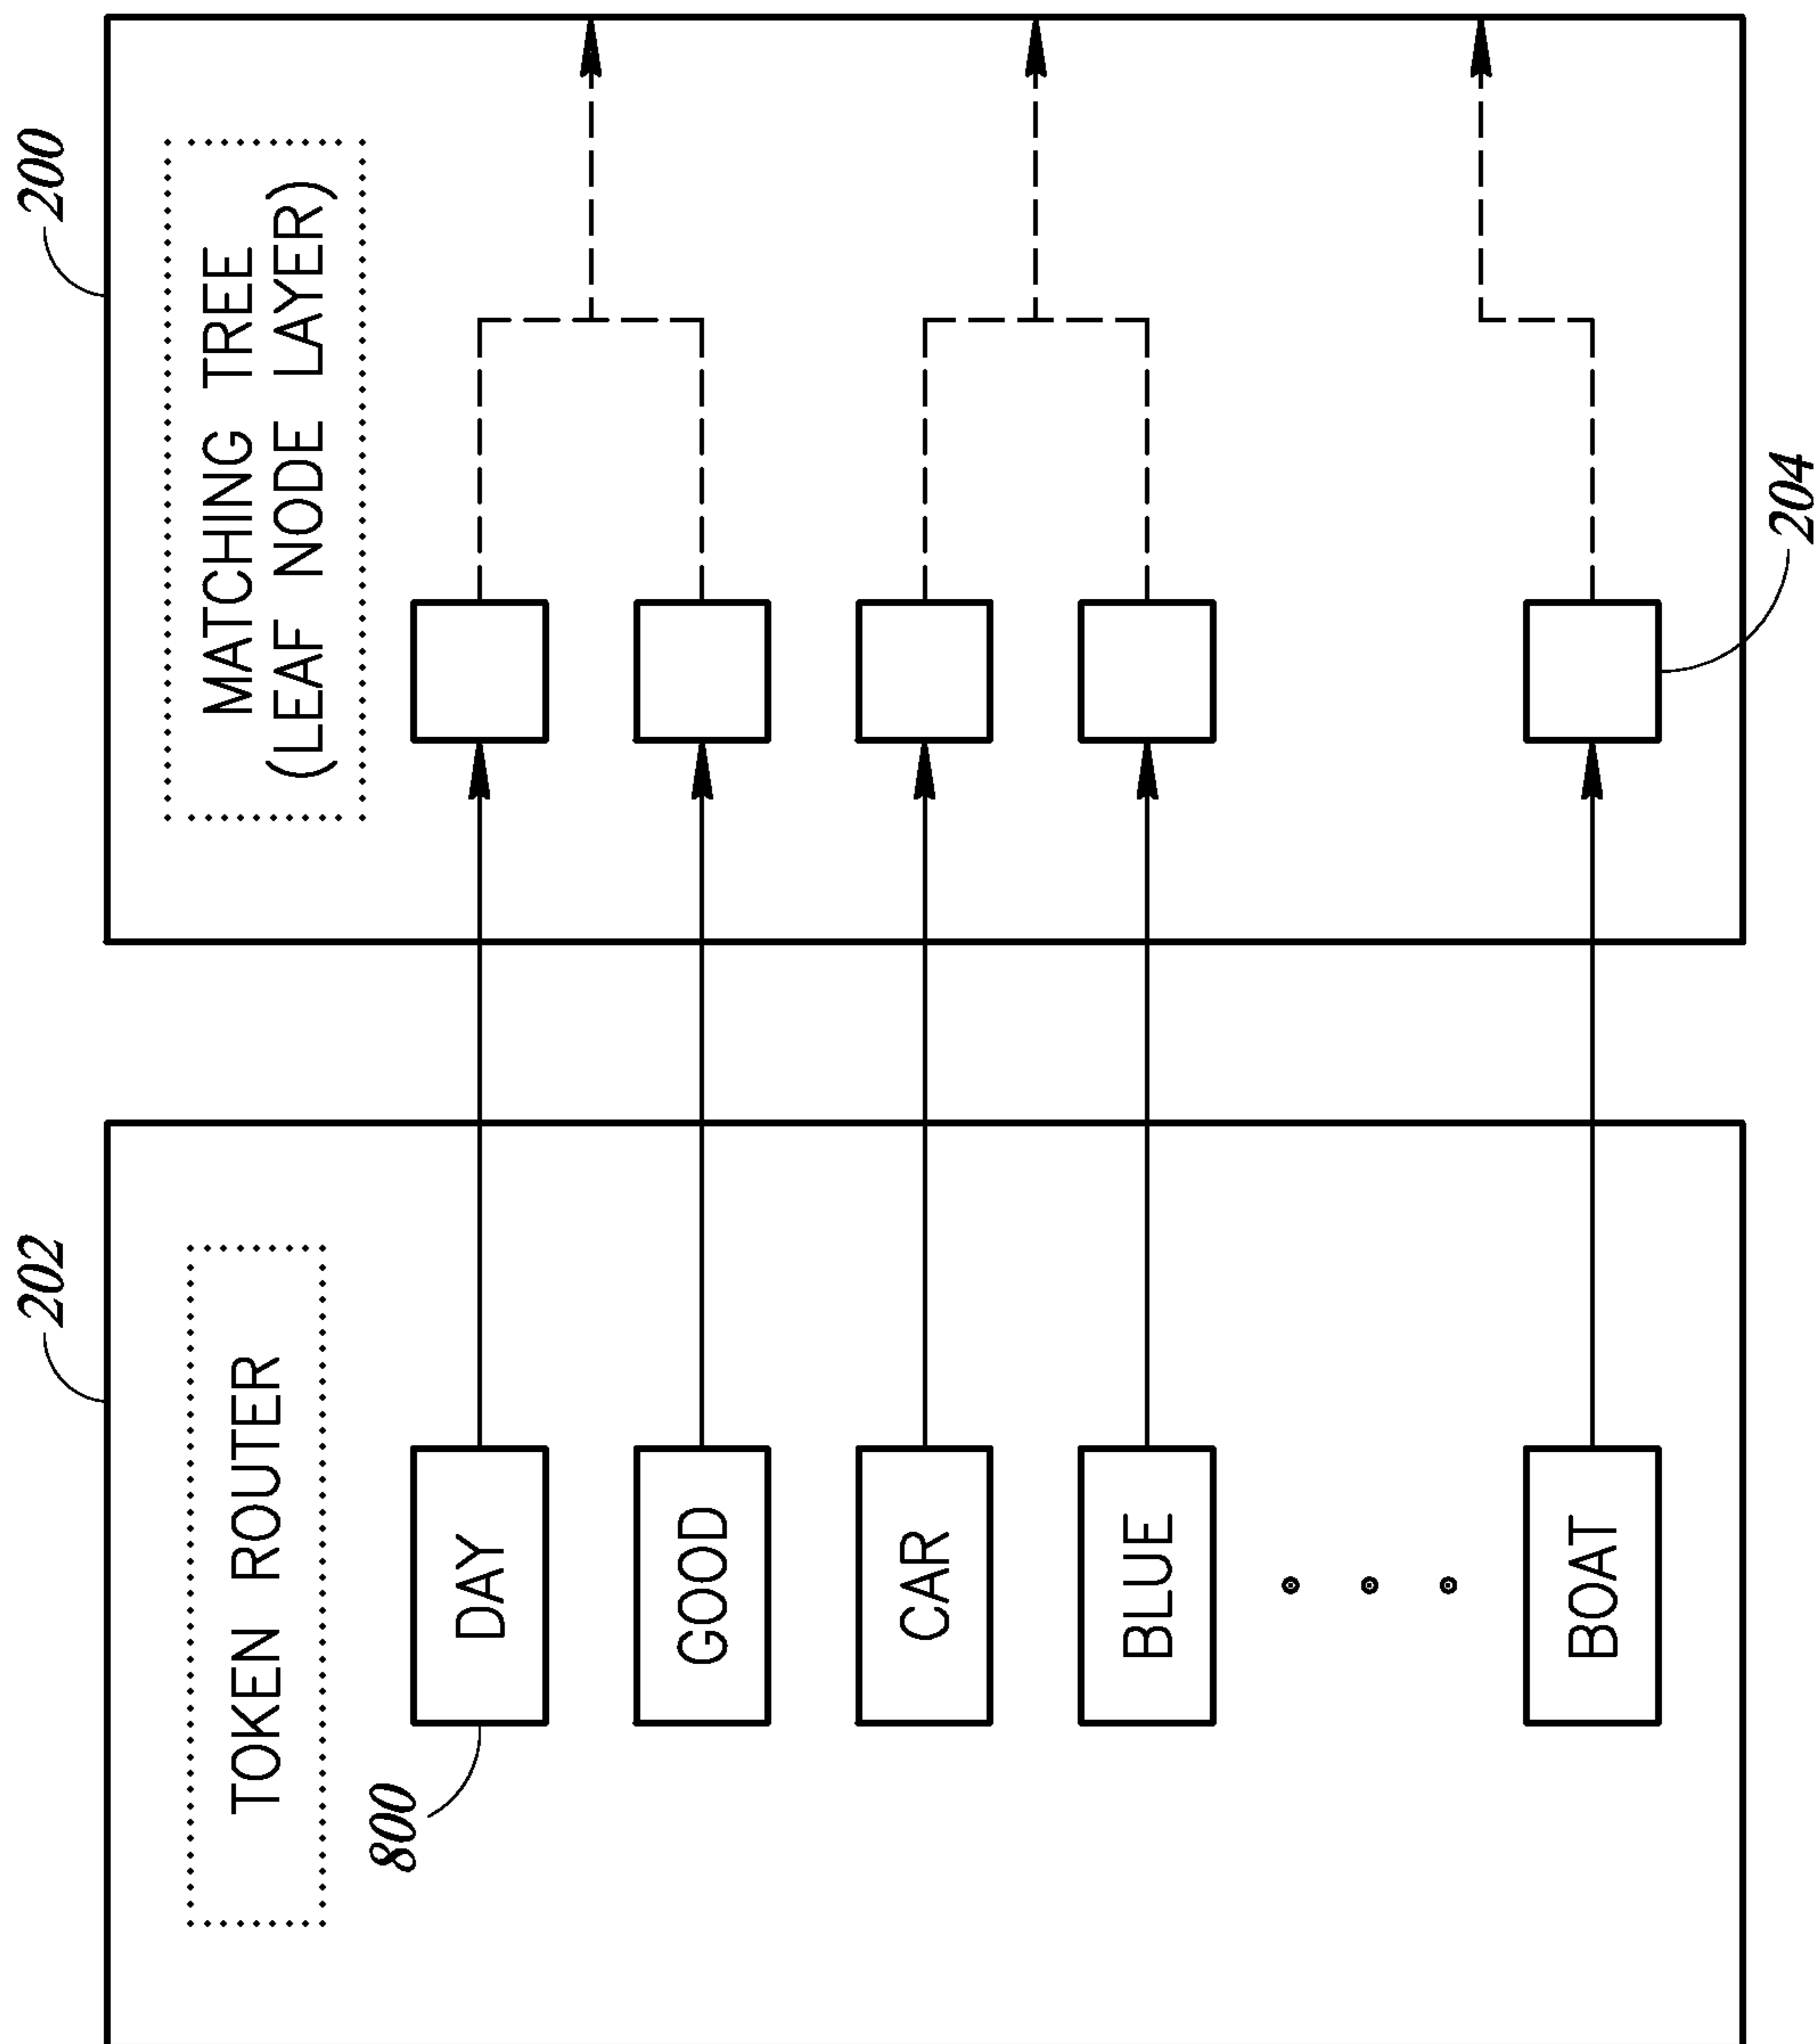 202
TOKEN ROUTER
800
DAY
GOOD
CAR
BLUE
BOAT
200
MATCHING TREE
(LEAF NODE LAYER)
204